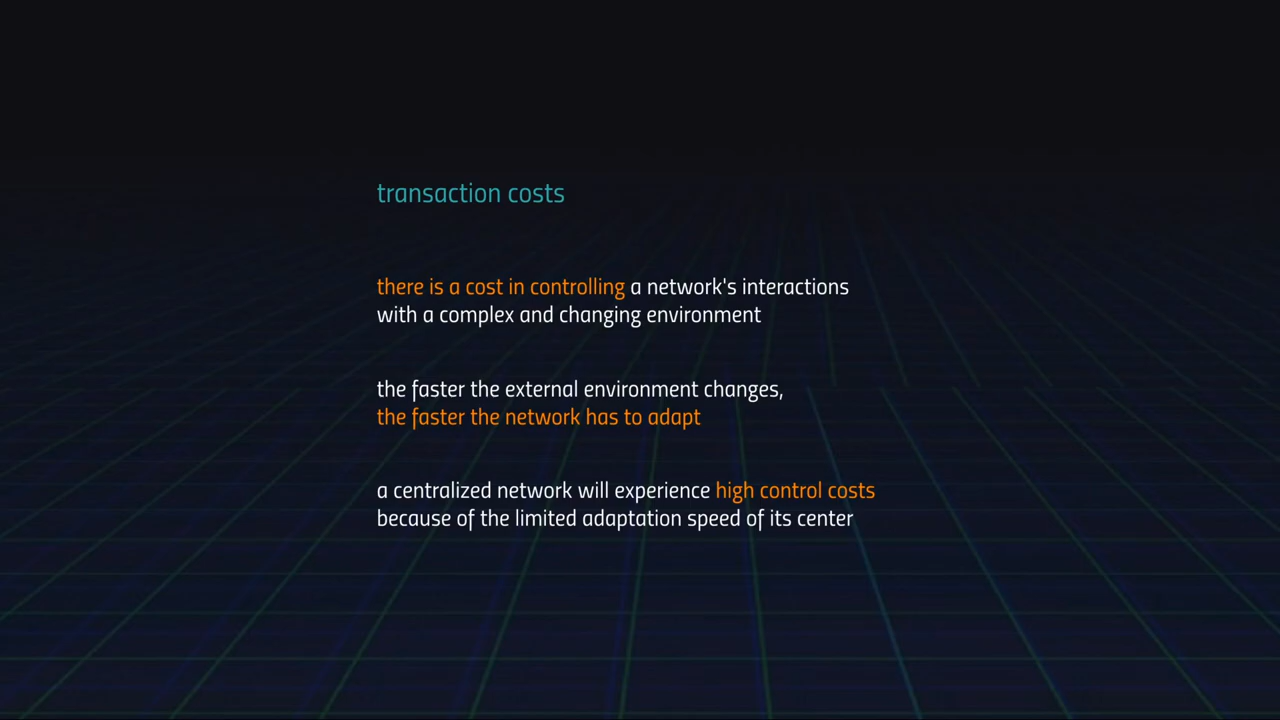 transaction costs
there is a cost in controlling a network's interactions
with a complex and changing environment
the faster the external environment changes,
the faster the network has to adapt
a centralized network will experience high control costs
because of the limited adaptation speed of its center